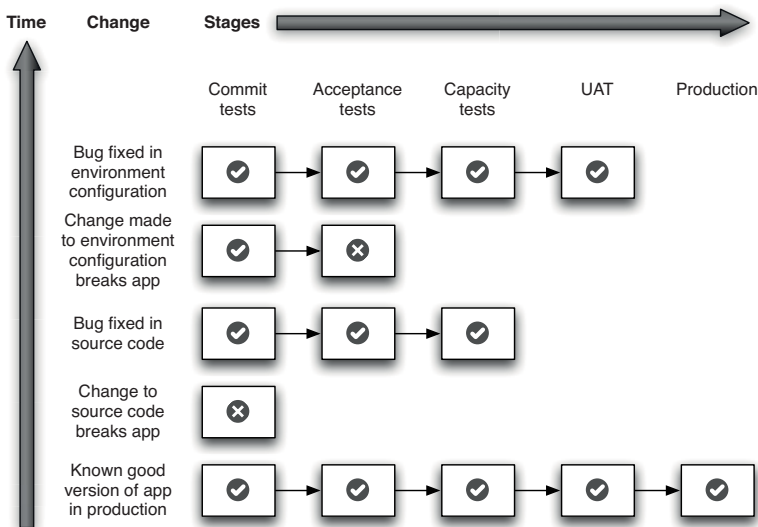 Time
Change
Stages
Commit
tests
Acceptance
tests
Capacity
tests
UAT
Production
Bug fixed in
environment
configuration
Change made
to environment
configuration
breaks app
Bug fixed in
source code
Change to
source code
breaks app
Known good
version of app
in production